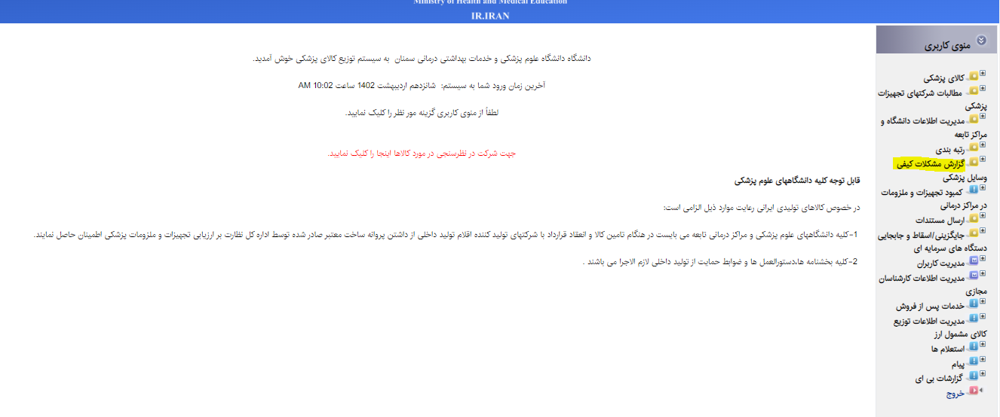 Ministry of Health and Medical Education
IR.IRAN
منوی کاربری
کالای پزشکی
مطالبات شرکتهای تجهیزات
پزشکی
مدیریت اطلاعات دانشگاه و
مراکز تابعه
رتبه بندی
گزارش مشکلات کیفی
وسایل پزشکی
کمبود تجهیزات و ملزومات
در مراکز درمانی
ارسال مستندات
جایگزینی/اسقاط و جابجایی
دستگاه های سرمایه ای
مدیریت کاربران
مدیریت اطلاعات کارشناسان
مجازی
خدمات پس از فروش
مدیریت اطلاعات توزیع
کالای مشمول ارز
استعلام ها
پیام
گزارشات بی ای
خروج
دانشگاه دانشگاه علوم پزشکی و خدمات بهداشتی درمانی سمنان به سیستم توزیع کالای پزشکی خوش آمدید.
آخرین زمان ورود شما به سیستم: شانزدهم اردیبهشت 1402 ساعت 10:02 AM
لطفاً از منوی کاربری گزینه مور نظر را کلیک نمایید.
جهت شرکت در نظرسنجی در مورد کالاها اینجا را کلیک نمایید.
قابل توجه کلیه دانشگاههای علوم پزشکی
در خصوص کالاهای تولیدی ایرانی رعایت موارد ذیل الزامی است:
1-کلیه دانشگاههای علوم پزشکی و مراکز درمانی تابعه می بایست در هنگام تامین کالا و انعقاد قرارداد با شرکتهای تولید کننده اقلام تولید داخلی از داشتن پروانه ساخت معتبر صادر شده توسط اداره کل نظارت بر ارزیابی تجهیزات و ملزومات پزشکی اطمینان حاصل نمایند.
2-کلیه بخشنامه ها،دستورالعمل ها و ضوابط حمایت از تولید داخلی لازم الاجرا می باشند .